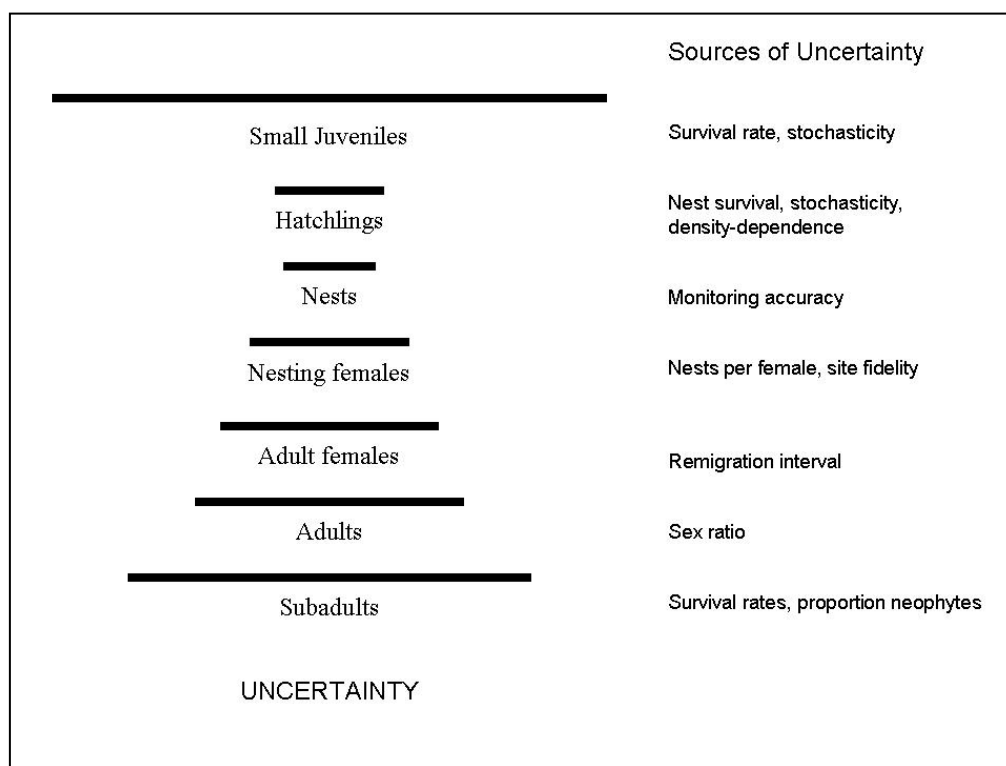 Sources of Uncertainty
Small Juveniles
Survival rate, stochasticity
Hatchlings
Nest survival, stochasticity,
density-dependence
Nests
Monitoring accuracy
Nesting females
Nests per female, site fidelity
Adult females
Remigration interval
Adults
Sex ratio
Subadults
Survival rates, proportion neophytes
UNCERTAINTY